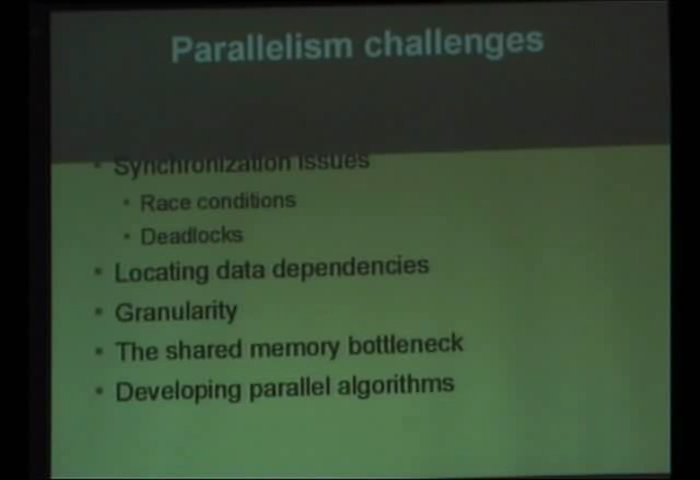 Parallelism challenges
Synchronization issues
Race conditions
Deadlocks
Locating data dependencies
Granularity
The shared memory bottleneck
Developing parallel algorithms